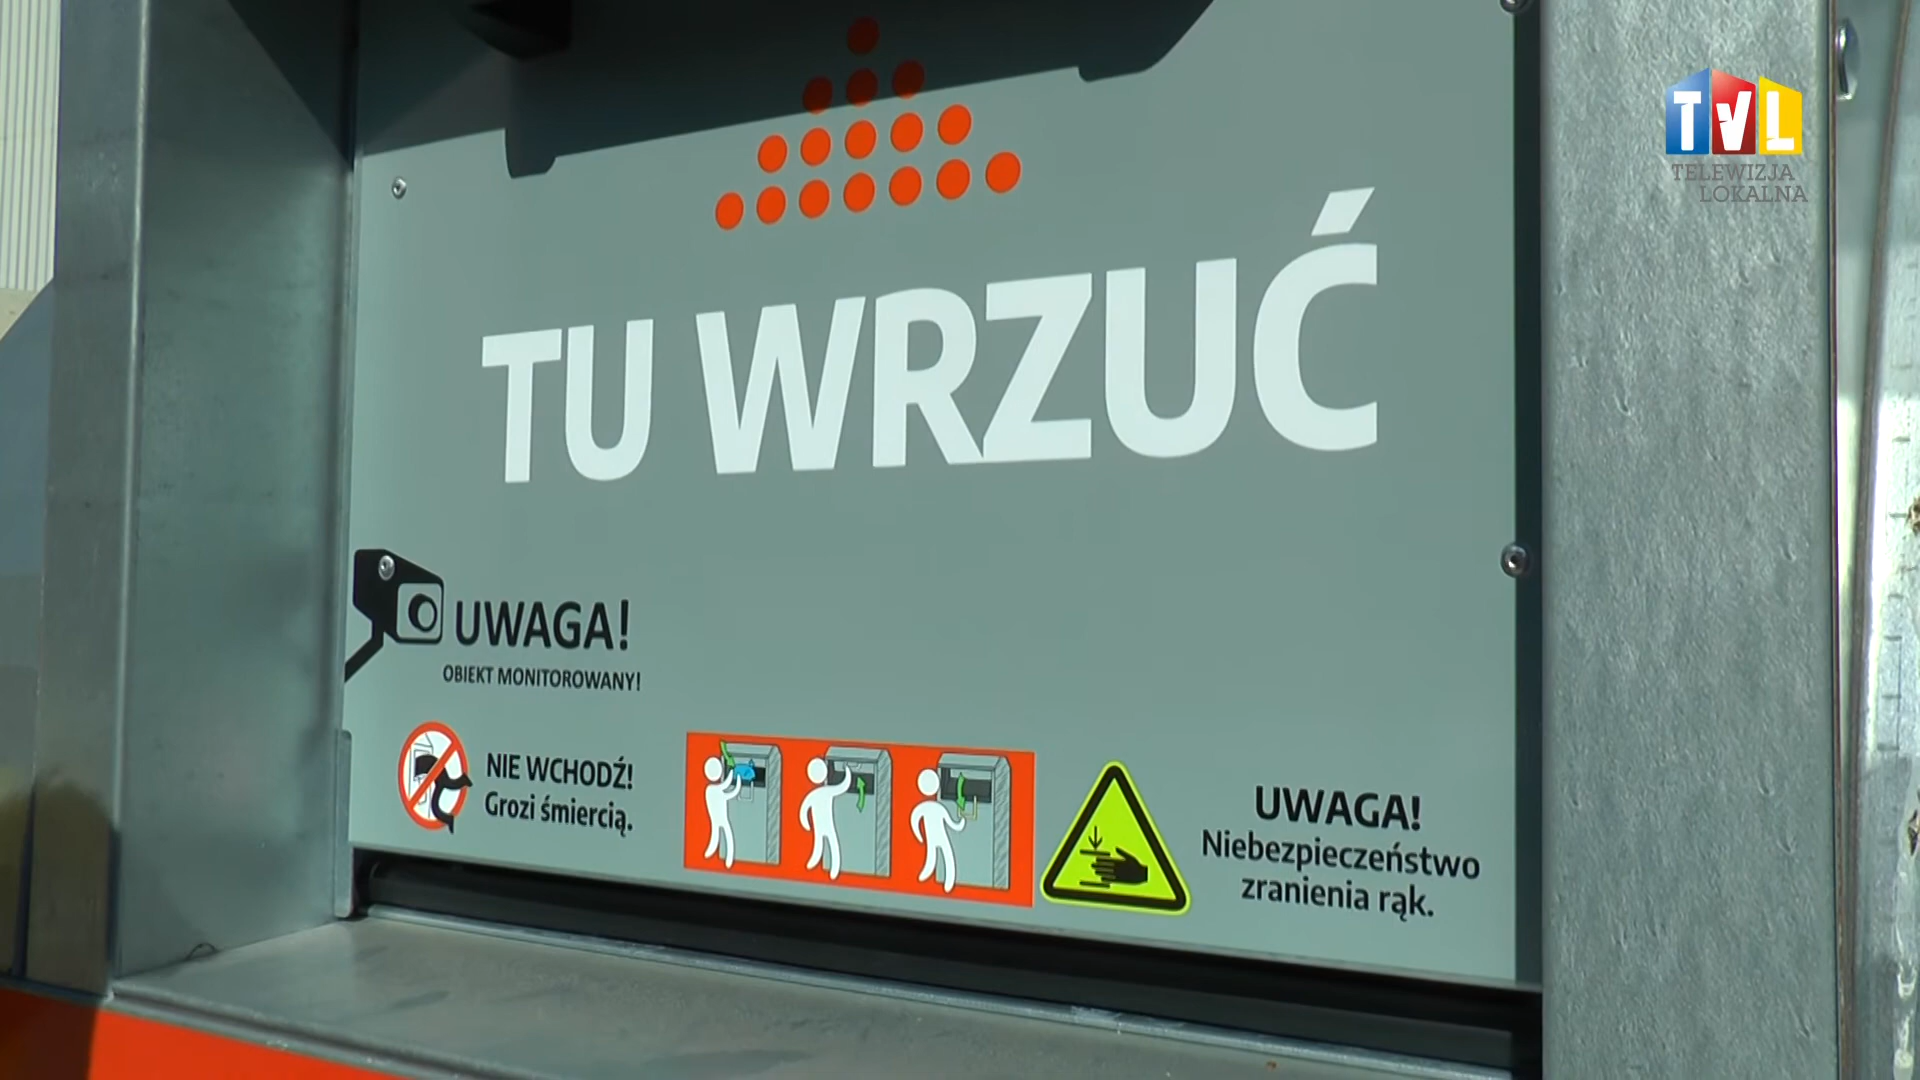 TVL
TELEWIZJA
LOKALNA
TU WRZUĆ
UWAGA!
OBIEKT MONITOROWANY!
NIE WCHODŹ!
Grozi śmiercią.
UWAGA!
Niebezpieczeństwo
zranienia rąk.